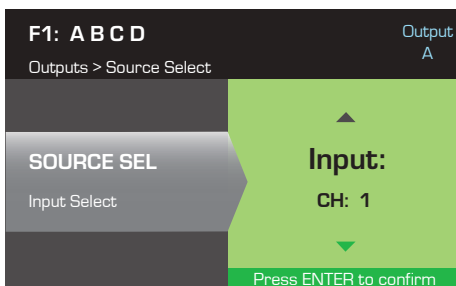 F1: A B C D
Output
A
Outputs > Source Select
SOURCE SEL
Input Select
Input:
CH: 1
Press ENTER to confirm